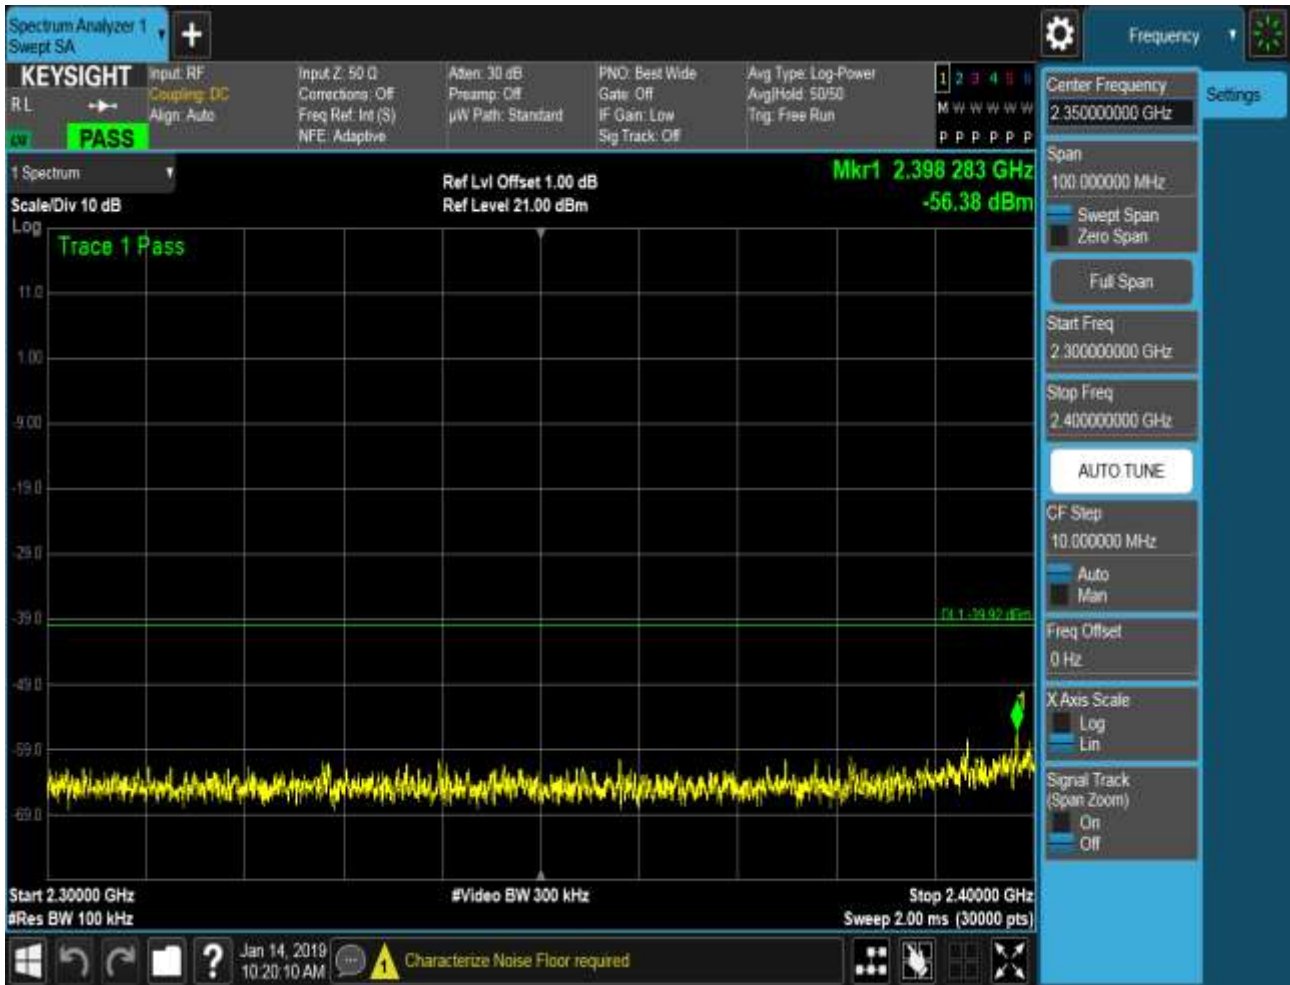 Spectrum Analyzer 1
Swept SA
+
Frequency
KEYSIGHT
RL
LW
PASS
Input: RF
Coupling: DC
Align: Auto
Input Z: 50 Ω
Corrections: Off
Freq Ref: Int (S)
NFE: Adaptive
Atten: 30 dB
Preamp: Off
µW Path: Standard
PNO: Best Wide
Gate: Off
IF Gain: Low
Sig Track: Off
Avg Type: Log-Power
Avg|Hold: 50/50
Trig: Free Run
1 2 3 4 5 6
M W W W W W
P P P P P P
Center Frequency
2.350000000 GHz
Settings
Span
100.000000 MHz
Swept Span
Zero Span
Full Span
Start Freq
2.300000000 GHz
Stop Freq
2.400000000 GHz
AUTO TUNE
CF Step
10.000000 MHz
Auto
Man
Freq Offset
0 Hz
X Axis Scale
Log
Lin
Signal Track
(Span Zoom)
On
Off
1 Spectrum
Scale/Div 10 dB
Log
Ref Lvl Offset 1.00 dB
Ref Level 21.00 dBm
Mkr1 2.398 283 GHz
-56.38 dBm
Trace 1 Pass
11.0
1.00
-9.00
-19.0
-29.0
-39.0
DL1 -39.92 dBm
-49.0
1
-59.0
-69.0
Start 2.30000 GHz
#Video BW 300 kHz
Stop 2.40000 GHz
#Res BW 100 kHz
Sweep 2.00 ms (30000 pts)
?
Jan 14, 2019
10:20:10 AM
1
Characterize Noise Floor required